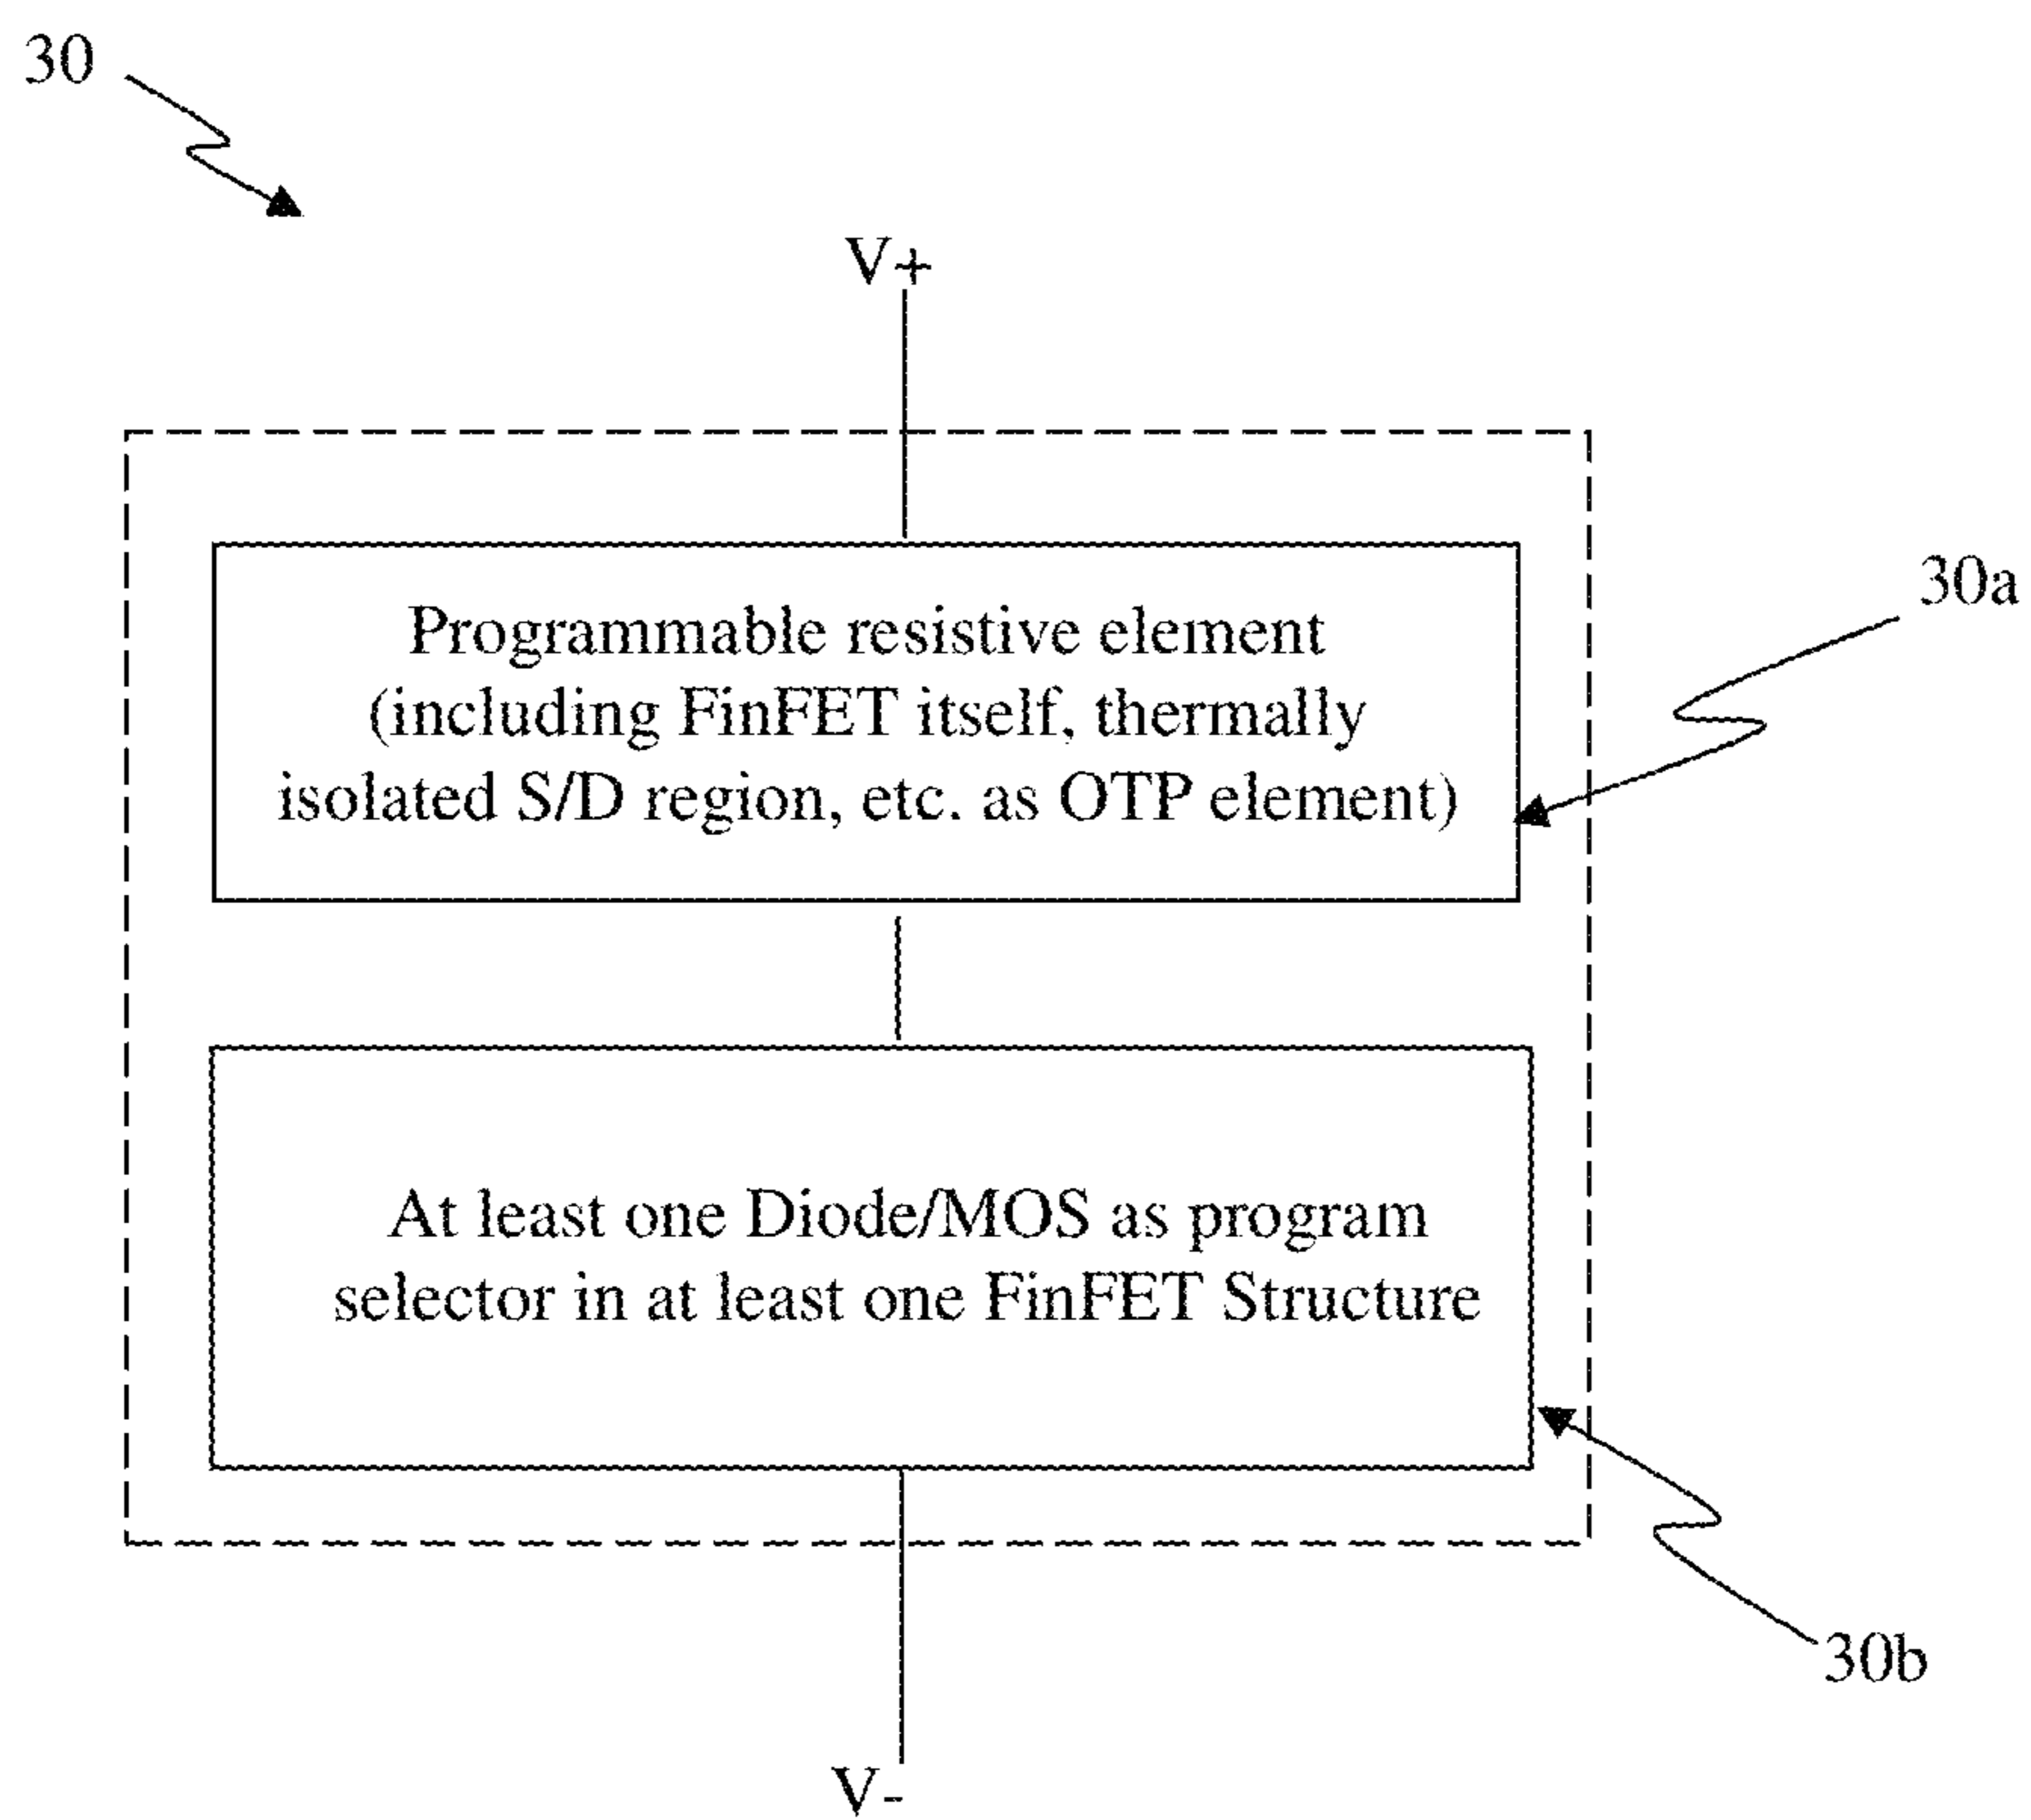 30
V+
Programmable resistive element
(including FinFET itself, thermally
isolated S/D region, etc. as OTP element)
30a
At least one Diode/MOS as program
selector in at least one FinFET Structure
30b
V-